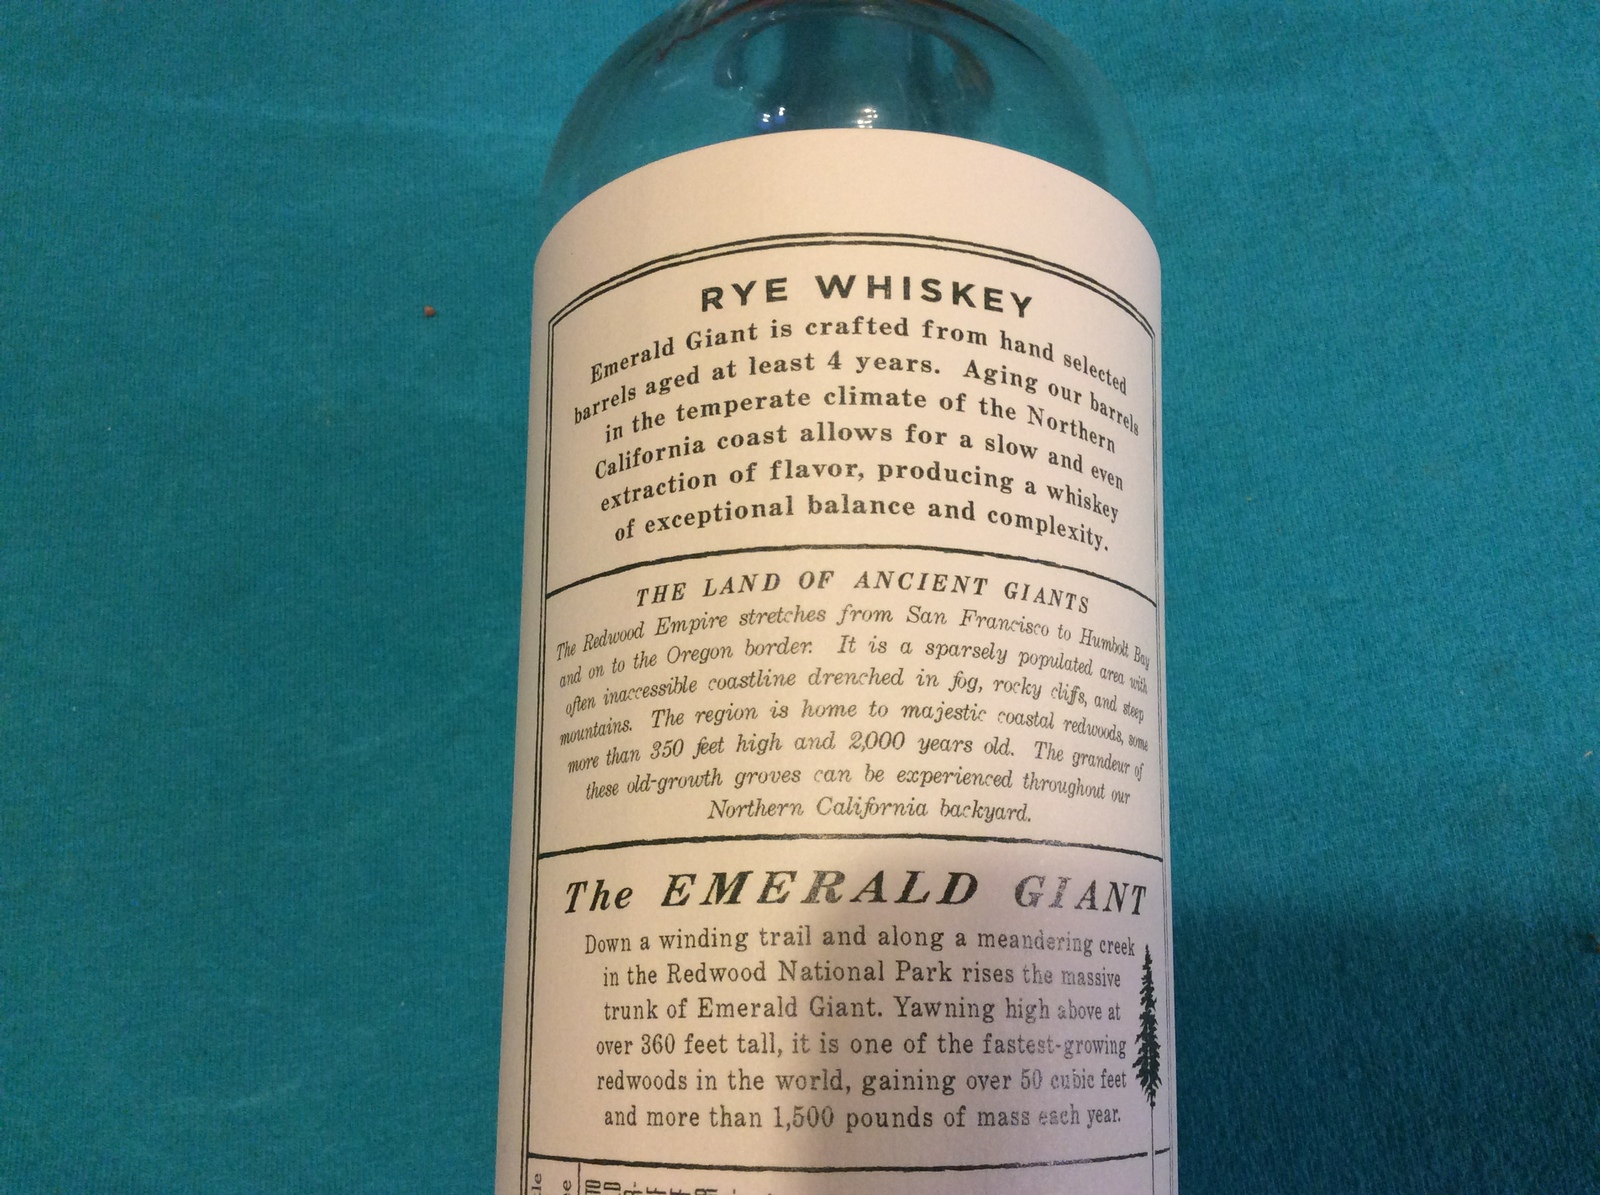 RYE WHISKEY
Emerald Giant is crafted from hand selected
barrels aged at least 4 years. Aging our barrels
in the temperate climate of the Northern
California coast allows for a slow and even
extraction of flavor, producing a whiskey
of exceptional balance and complexity.
THE LAND OF ANCIENT GIANTS
The Redwood Empire stretches from San Francisco to Humbolt Bay
and on to the Oregon border. It is a sparsely populated area with
often inaccessible coastline drenched in fog, rocky cliffs, and steep
mountains. The region is home to majestic coastal redwoods, some
more than 350 feet high and 2,000 years old. The grandeur of
these old-growth groves can be experienced throughout our
Northern California backyard.
The EMERALD GIANT
Down a winding trail and along a meandering creek
in the Redwood National Park rises the massive
trunk of Emerald Giant. Yawning high above at
over 360 feet tall, it is one of the fastest-growing
redwoods in the world, gaining over 50 cubic feet
and more than 1,500 pounds of mass each year.